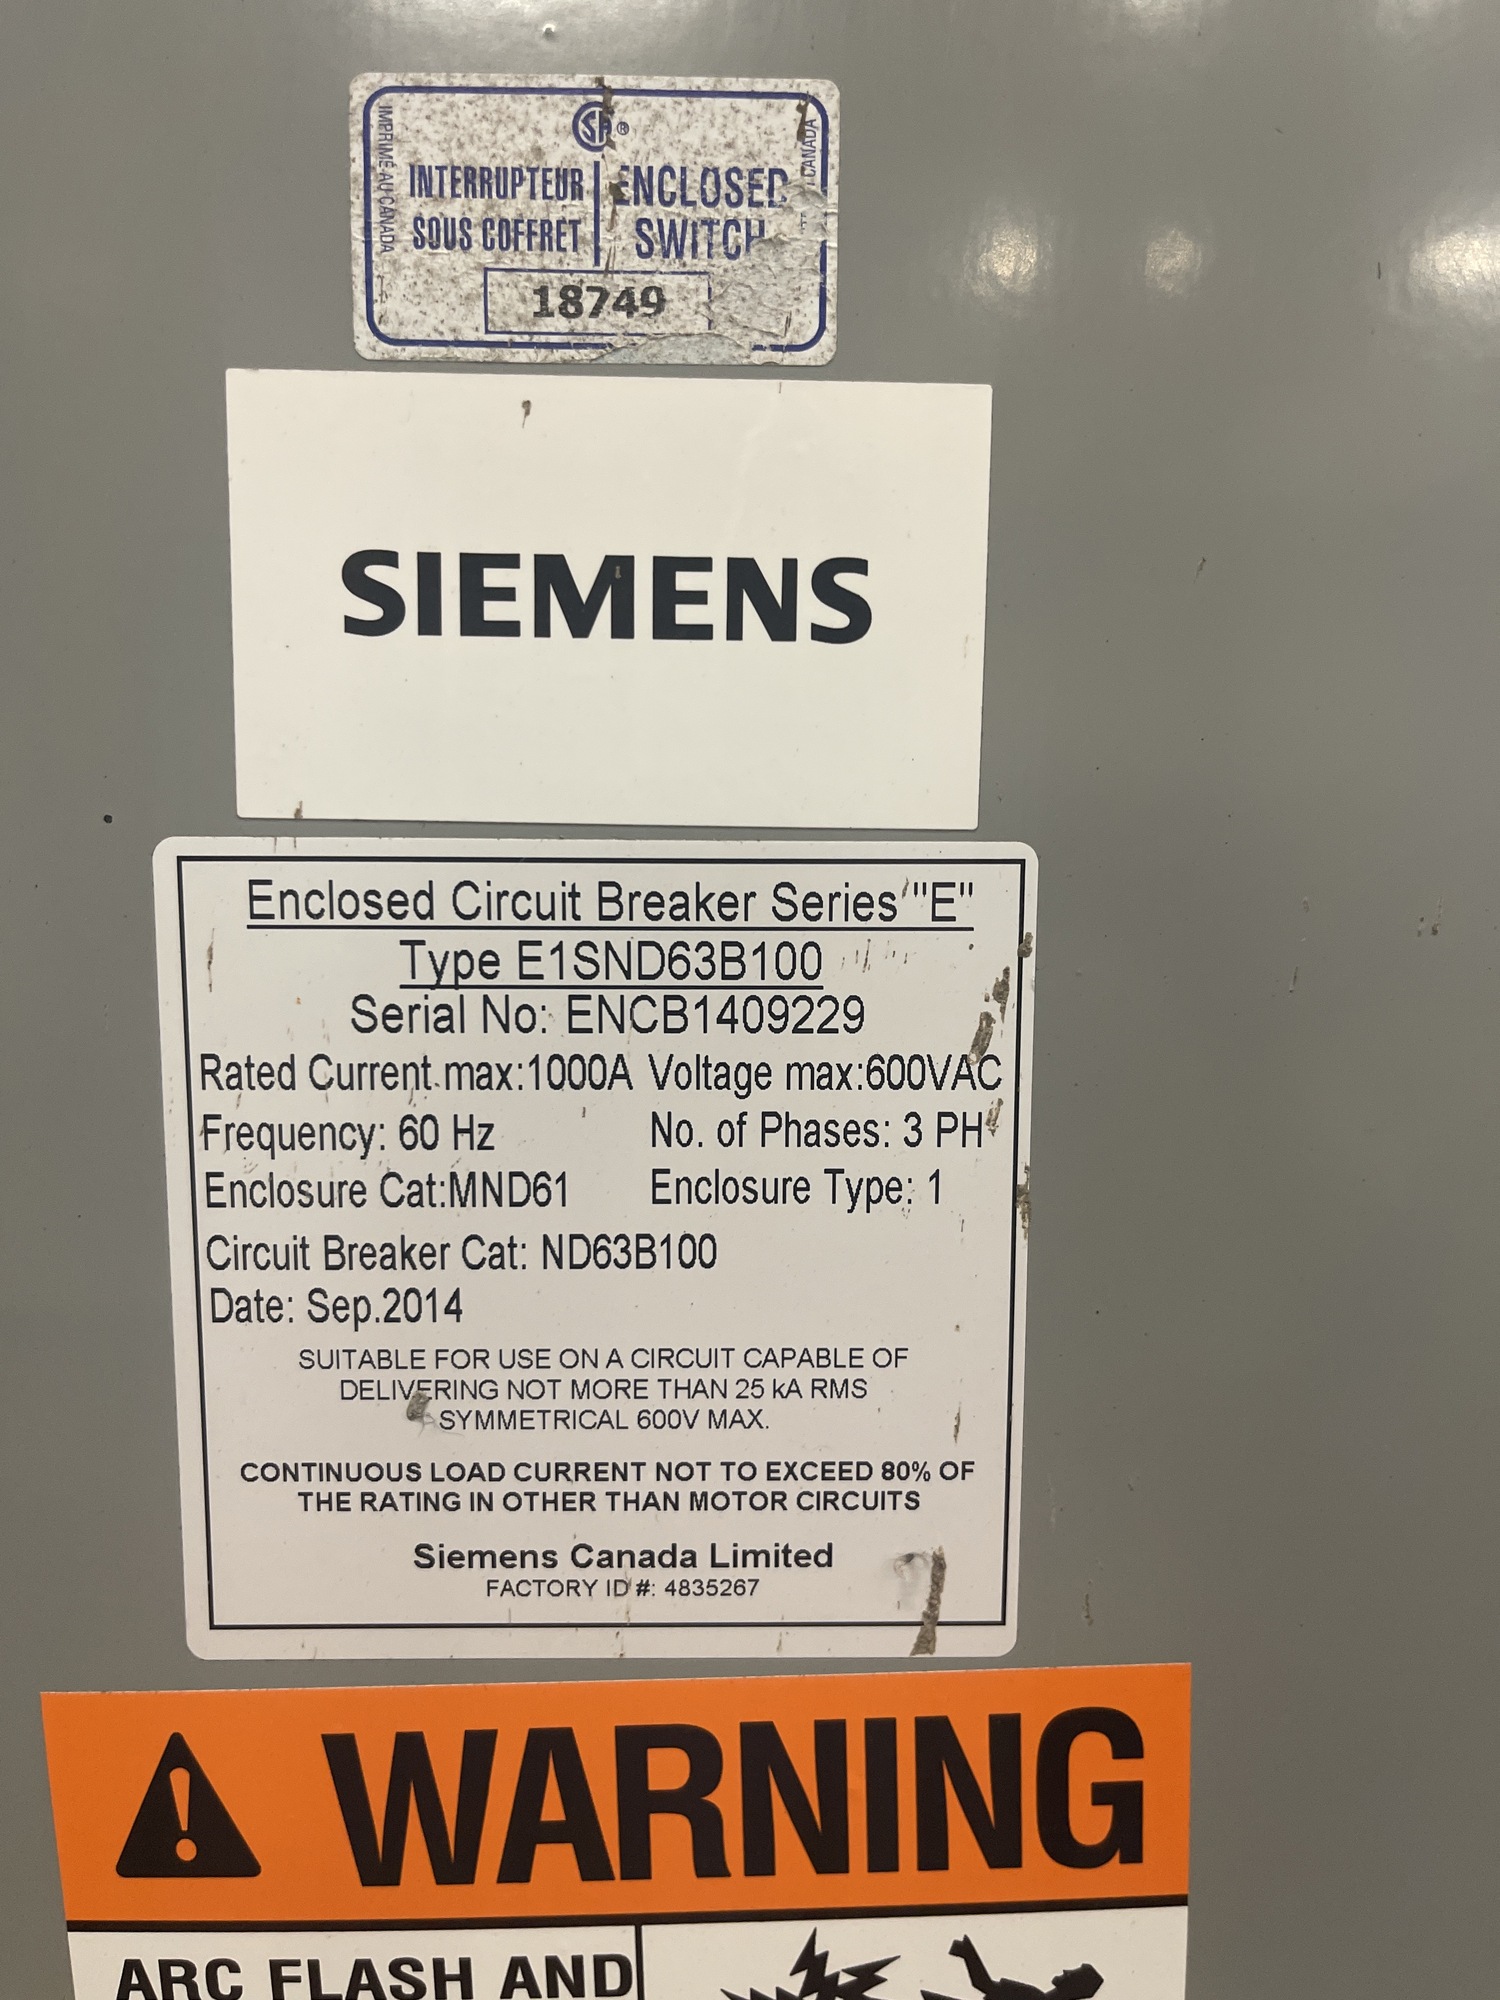 SA®
IMPRIMÉ AU CANADA
INTERRUPTEUR
SOUS COFFRET
ENCLOSED
SWITCH
CANADA
18749
SIEMENS
Enclosed Circuit Breaker Series "E"
Type E1SND63B100
Serial No: ENCB1409229
Rated Current max:1000A Voltage max:600VAC
Frequency: 60 Hz No. of Phases: 3 PH
Enclosure Cat:MND61 Enclosure Type: 1
Circuit Breaker Cat: ND63B100
Date: Sep.2014
SUITABLE FOR USE ON A CIRCUIT CAPABLE OF
DELIVERING NOT MORE THAN 25 kA RMS
SYMMETRICAL 600V MAX.
CONTINUOUS LOAD CURRENT NOT TO EXCEED 80% OF
THE RATING IN OTHER THAN MOTOR CIRCUITS
Siemens Canada Limited
FACTORY ID #: 4835267
WARNING
ARC FLASH AND